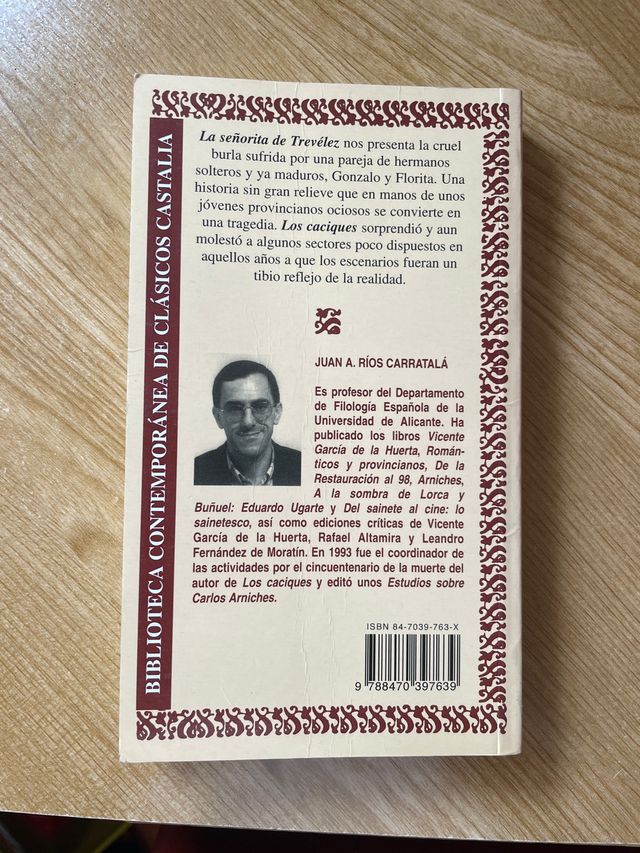 BIBLIOTECA CONTEMPORÁNEA DE CLÁSICOS CASTALIA
La señorita de Trevélez nos presenta la cruel
burla sufrida por una pareja de hermanos
solteros y ya maduros, Gonzalo y Florita. Una
historia sin gran relieve que en manos de unos
jóvenes provincianos ociosos se convierte en
una tragedia. Los caciques sorprendió y aun
molestó a algunos sectores poco dispuestos en
aquellos años a que los escenarios fueran un
tibio reflejo de la realidad.
JUAN A. RÍOS CARRATALÁ
Es profesor del Departamento
de Filología Española de la
Universidad de Alicante. Ha
publicado los libros Vicente
García de la Huerta, Román-
ticos y provincianos, De la
Restauración al 98, Arniches,
A la sombra de Lorca y
Buñuel: Eduardo Ugarte y Del sainete al cine: lo
sainetesco, así como ediciones críticas de Vicente
García de la Huerta, Rafael Altamira y Leandro
Fernández de Moratín. En 1993 fue el coordinador de
las actividades por el cincuentenario de la muerte del
autor de Los caciques y editó unos Estudios sobre
Carlos Arniches.
ISBN 84-7039-763-X
9 788470 397639